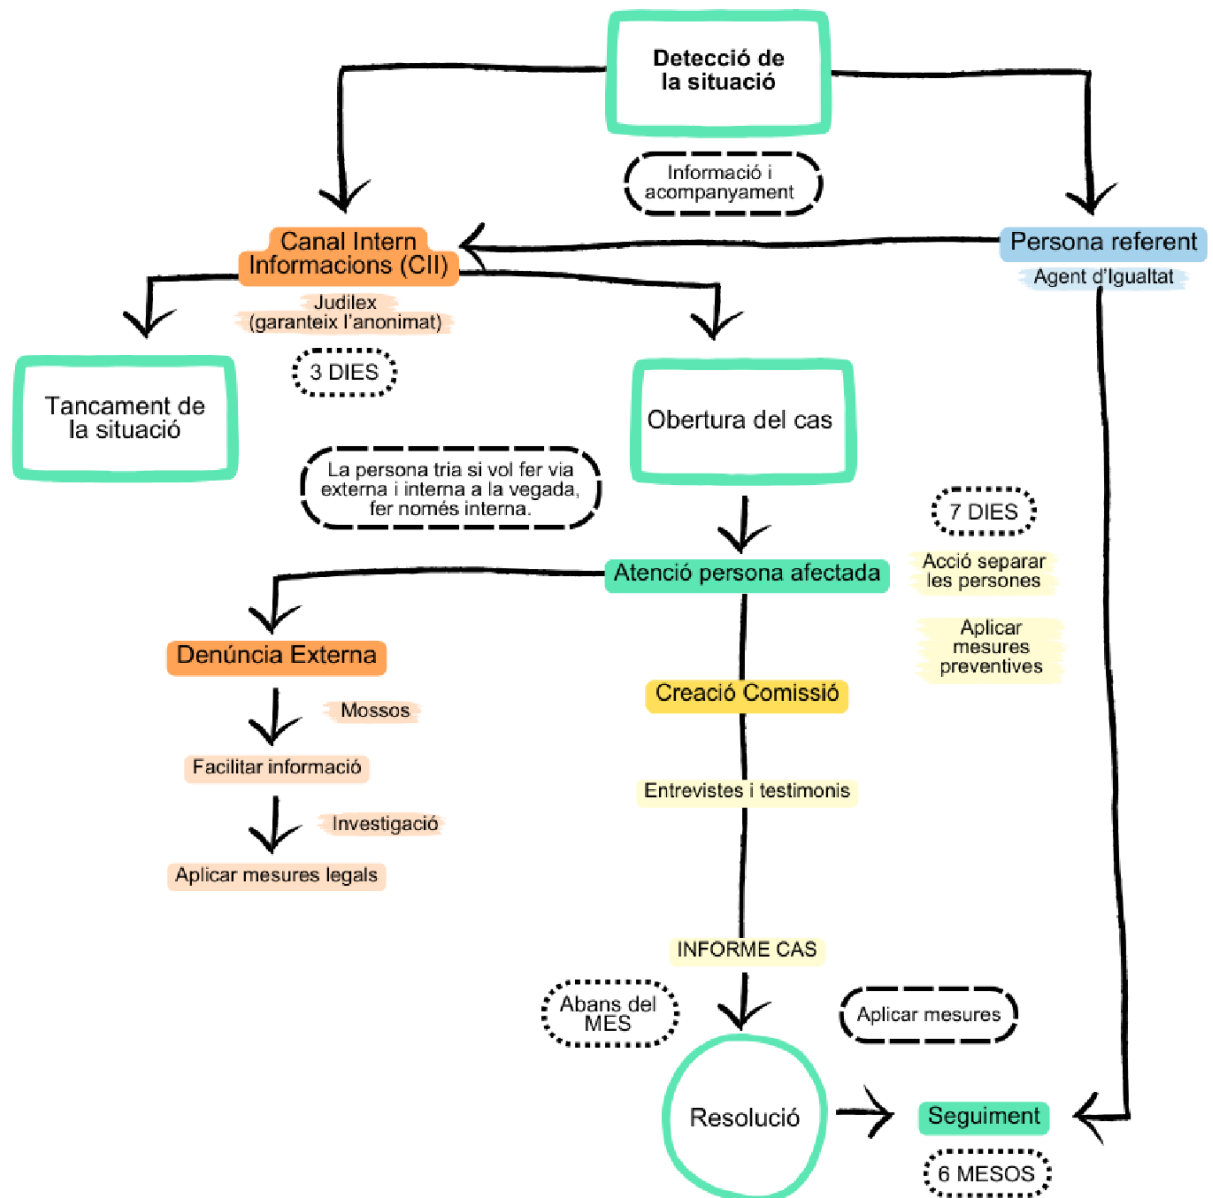 Detecció de
la situació
Informació i
acompanyament
Canal Intern
Informacions (CII)
Persona referent
Agent d'Igualtat
Judilex
(garanteix l'anonimat)
3 DIES
Tancament de
la situació
Obertura del cas
La persona tria si vol fer via
externa i interna a la vegada,
fer només interna.
7 DIES
Acció separar
les persones
Atenció persona afectada
Aplicar
mesures
preventives
Denúncia Externa
Creació Comissió
Mossos
Facilitar informació
Entrevistes i testimonis
Investigació
Aplicar mesures legals
INFORME CAS
Abans del
MES
Aplicar mesures
Resolució
Seguiment
6 MESOS